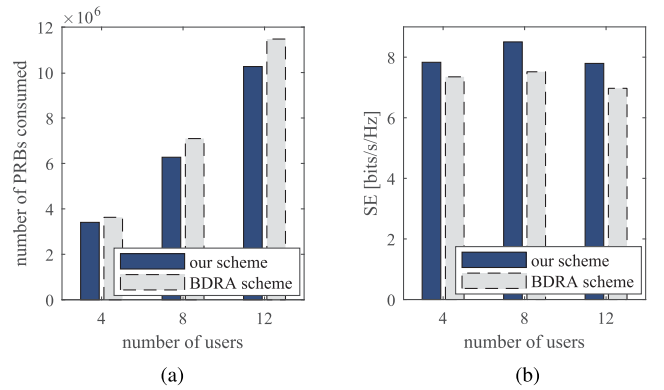 ×10⁶
12
10
8
6
4
2
0
number of PRBs consumed
4 8 12
number of users
our scheme
BDRA scheme
(a)
8
6
4
2
0
SE [bits/s/Hz]
4 8 12
number of users
our scheme
BDRA scheme
(b)